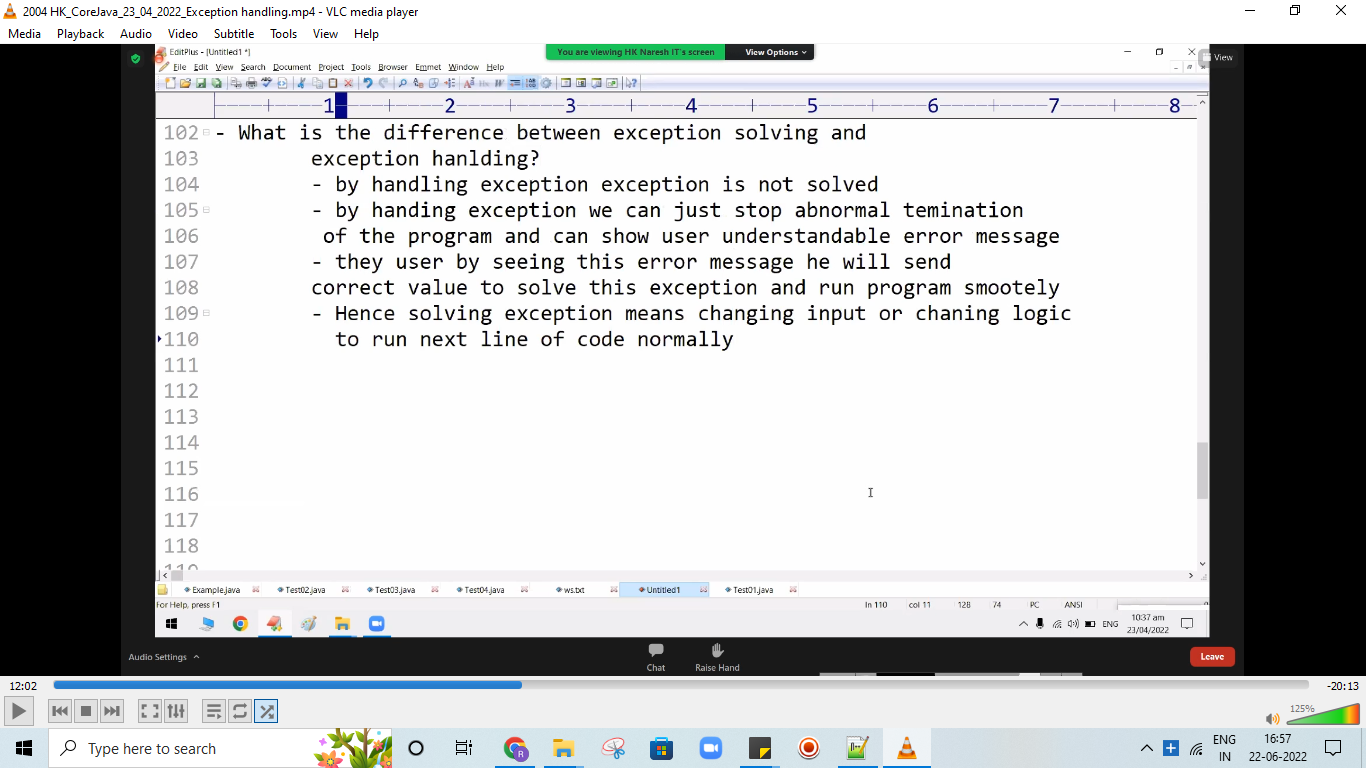 2004 HK_CoreJava_23_04_2022_Exception handling.mp4 - VLC media player
Media Playback Audio Video Subtitle Tools View Help
EditPlus - [Untitled1 *]
You are viewing HK Naresh IT's screen
View Options
View
File Edit View Search Document Project Tools Browser Emmet Window Help
1 2 3 4 5 6 7 8
102 - What is the difference between exception solving and
103 exception hanlding?
104 - by handling exception exception is not solved
105 - by handing exception we can just stop abnormal temination
106 of the program and can show user understandable error message
107 - they user by seeing this error message he will send
108 correct value to solve this exception and run program smootely
109 - Hence solving exception means changing input or chaning logic
110 to run next line of code normally
111
112
113
114
115
116
117
118
Example.java Test02.java Test03.java Test04.java ws.txt Untitled1 Test01.java
For Help, press F1 ln 110 col 11 128 74 PC ANSI
ENG 10:37 am
23/04/2022
Audio Settings Chat Raise Hand Leave
12:02 -20:13
125%
Type here to search
ENG 16:57
IN 22-06-2022